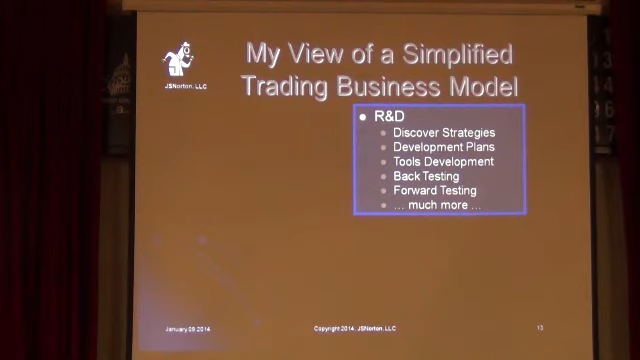 My View of a Simplified
Trading Business Model
JSNorton, LLC
R&D
Discover Strategies
Development Plans
Tools Development
Back Testing
Forward Testing
… much more …
January 09, 2014
Copyright 2014, JSNorton, LLC
13